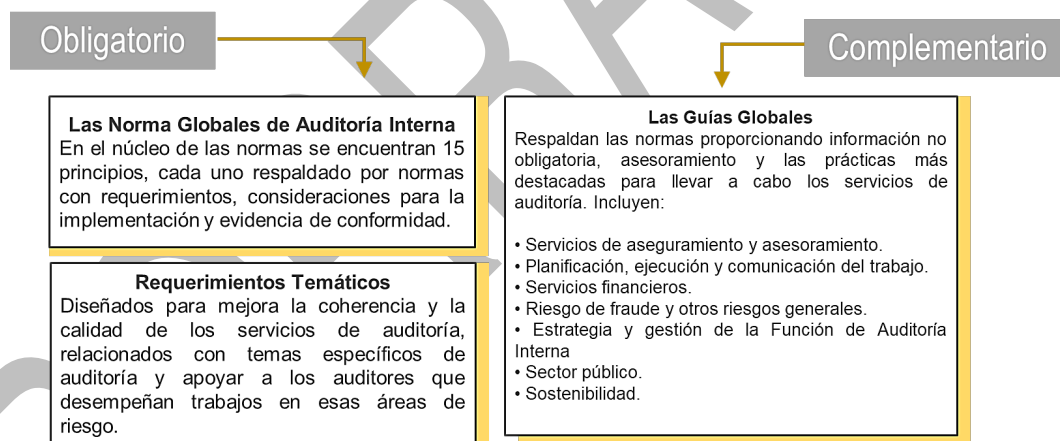 Obligatorio
Complementario
Las Norma Globales de Auditoría Interna
En el núcleo de las normas se encuentran 15
principios, cada uno respaldado por normas
con requerimientos, consideraciones para la
implementación y evidencia de conformidad.
Requerimientos Temáticos
Diseñados para mejora la coherencia y la
calidad de los servicios de auditoría,
relacionados con temas específicos de
auditoría y apoyar a los auditores que
desempeñan trabajos en esas áreas de
riesgo.
Las Guías Globales
Respaldan las normas proporcionando información no
obligatoria, asesoramiento y las prácticas más
destacadas para llevar a cabo los servicios de
auditoría. Incluyen:
• Servicios de aseguramiento y asesoramiento.
• Planificación, ejecución y comunicación del trabajo.
• Servicios financieros.
• Riesgo de fraude y otros riesgos generales.
• Estrategia y gestión de la Función de Auditoría
Interna
• Sector público.
• Sostenibilidad.